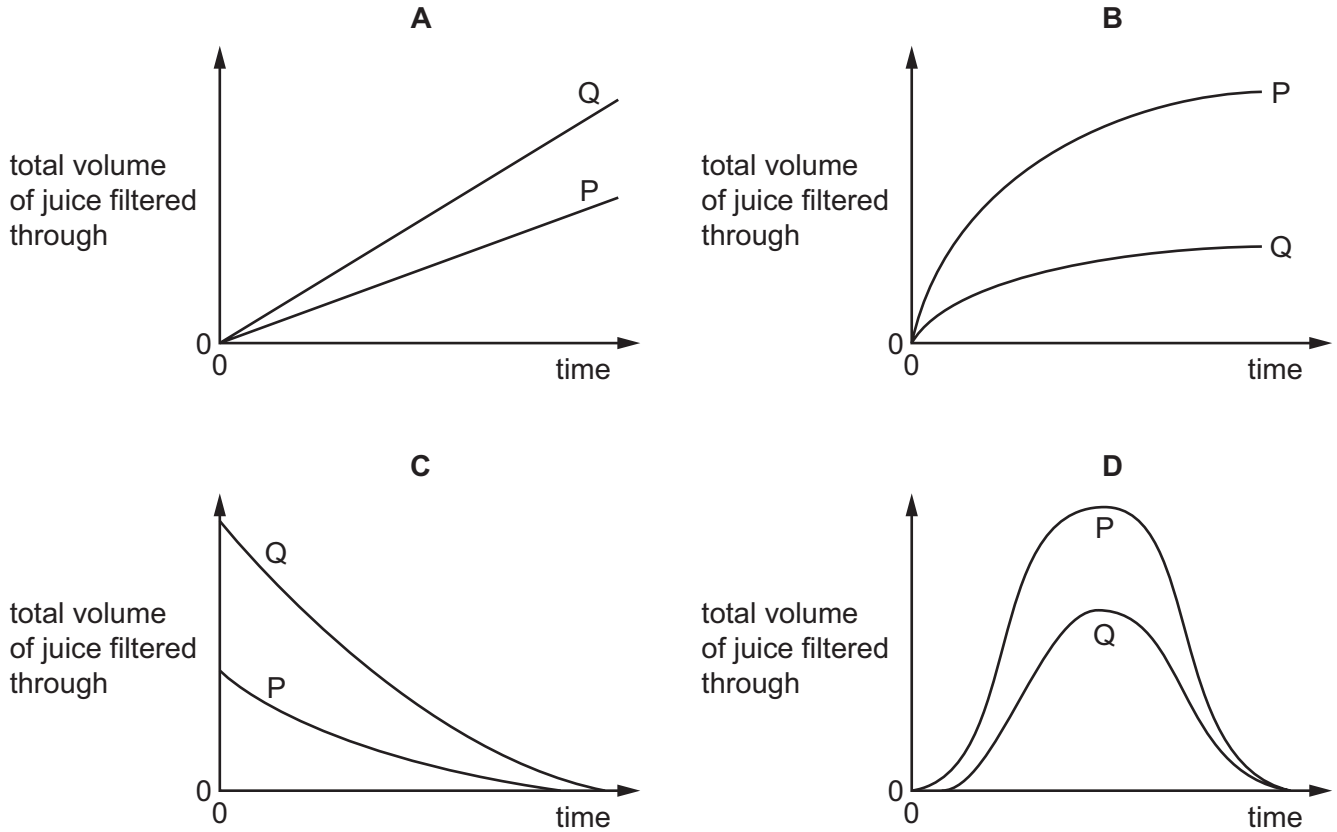 A
total volume
of juice filtered
through
Q
P
0
0
time
B
total volume
of juice filtered
through
P
Q
0
0
time
C
total volume
of juice filtered
through
Q
P
0
0
time
D
total volume
of juice filtered
through
P
Q
0
0
time